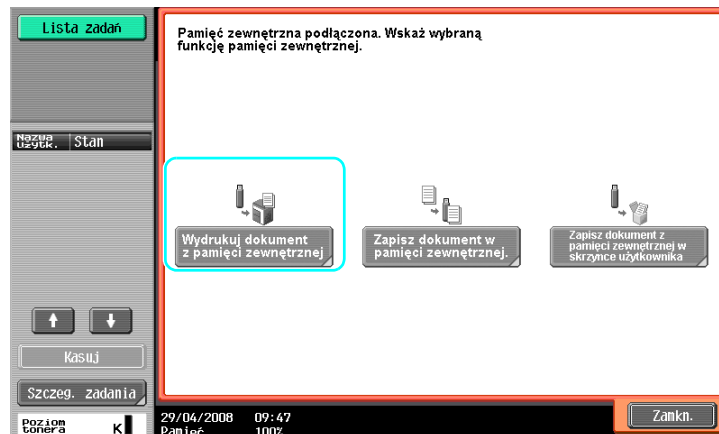 Lista zadań
Pamięć zewnętrzna podłączona. Wskaż wybraną
funkcję pamięci zewnętrznej.
Nazwa
użytk.
Stan
Wydrukuj dokument
z pamięci zewnętrznej
Zapisz dokument w
pamięci zewnętrznej.
Zapisz dokument z
pamięci zewnętrznej w
skrzynce użytkownika
Kasuj
Szczeg. zadania
Poziom
tonera
K
29/04/2008 09:47
Pamięć 100%
Zamkn.